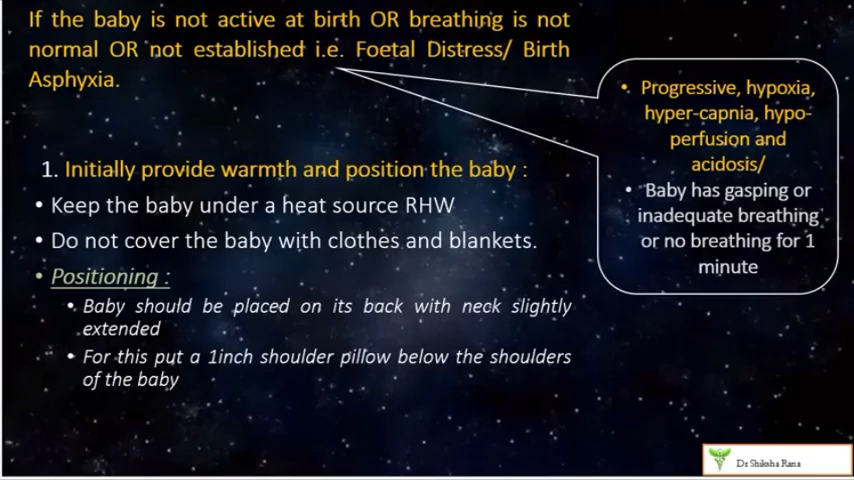 If the baby is not active at birth OR breathing is not
normal OR not established i.e. Foetal Distress/ Birth
Asphyxia.
• Progressive, hypoxia,
hyper-capnia, hypo-
perfusion and
acidosis/
• Baby has gasping or
inadequate breathing
or no breathing for 1
minute
1. Initially provide warmth and position the baby :
• Keep the baby under a heat source RHW
• Do not cover the baby with clothes and blankets.
• Positioning :
• Baby should be placed on its back with neck slightly
extended
• For this put a 1inch shoulder pillow below the shoulders
of the baby
Dr Shiksha Rana